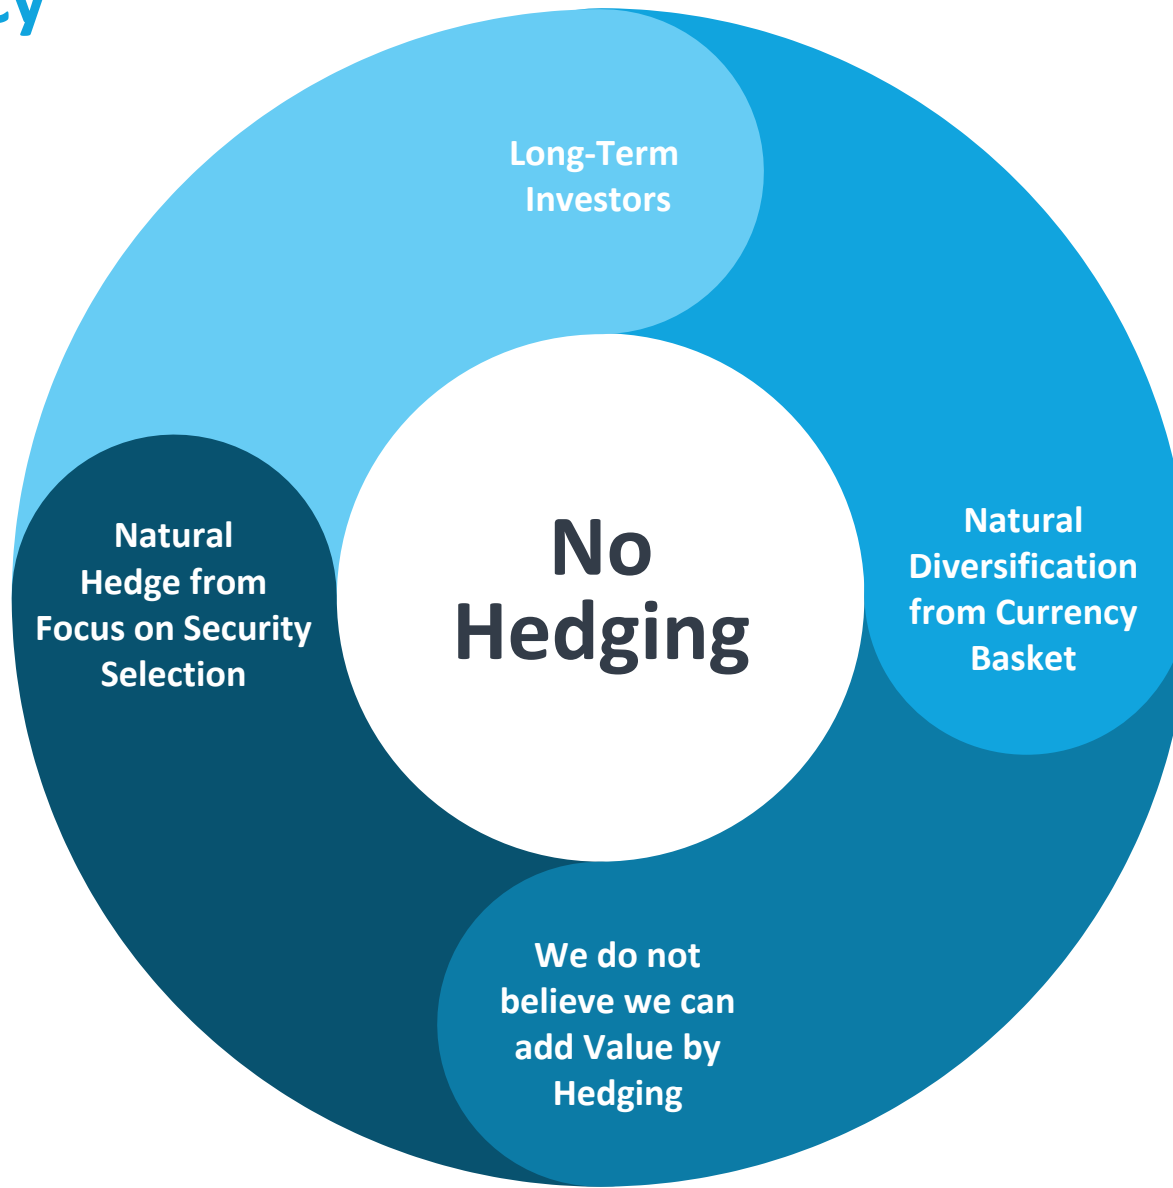 Long-Term
Investors
Natural
Diversification
from Currency
Basket
No
Hedging
Natural
Hedge from
Focus on Security
Selection
We do not
believe we can
add Value by
Hedging